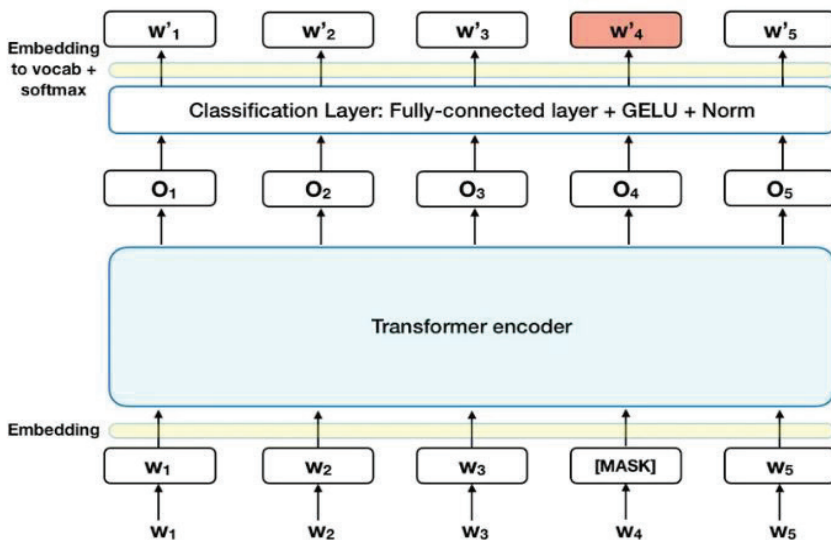 w'₁ w'₂ w'₃ w'₄ w'₅
Embedding
to vocab +
softmax
Classification Layer: Fully-connected layer + GELU + Norm
O₁ O₂ O₃ O₄ O₅
Transformer encoder
Embedding
w₁ w₂ w₃ [MASK] w₅
w₁ w₂ w₃ w₄ w₅